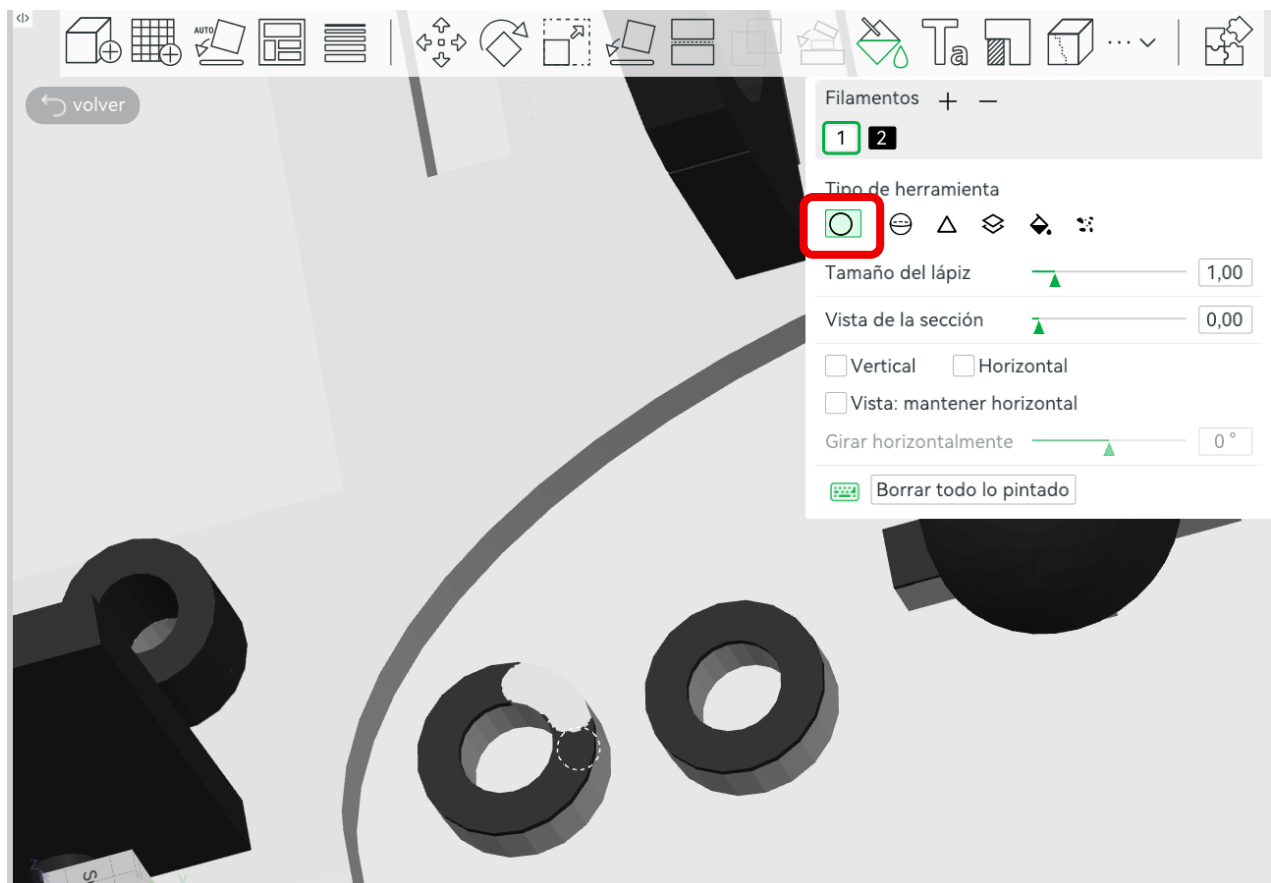 AUTO
Ta
volver
Filamentos + −
1 2
Tipo de herramienta
Tamaño del lápiz 1,00
Vista de la sección 0,00
Vertical Horizontal
Vista: mantener horizontal
Girar horizontalmente 0 °
Borrar todo lo pintado
Z
Y